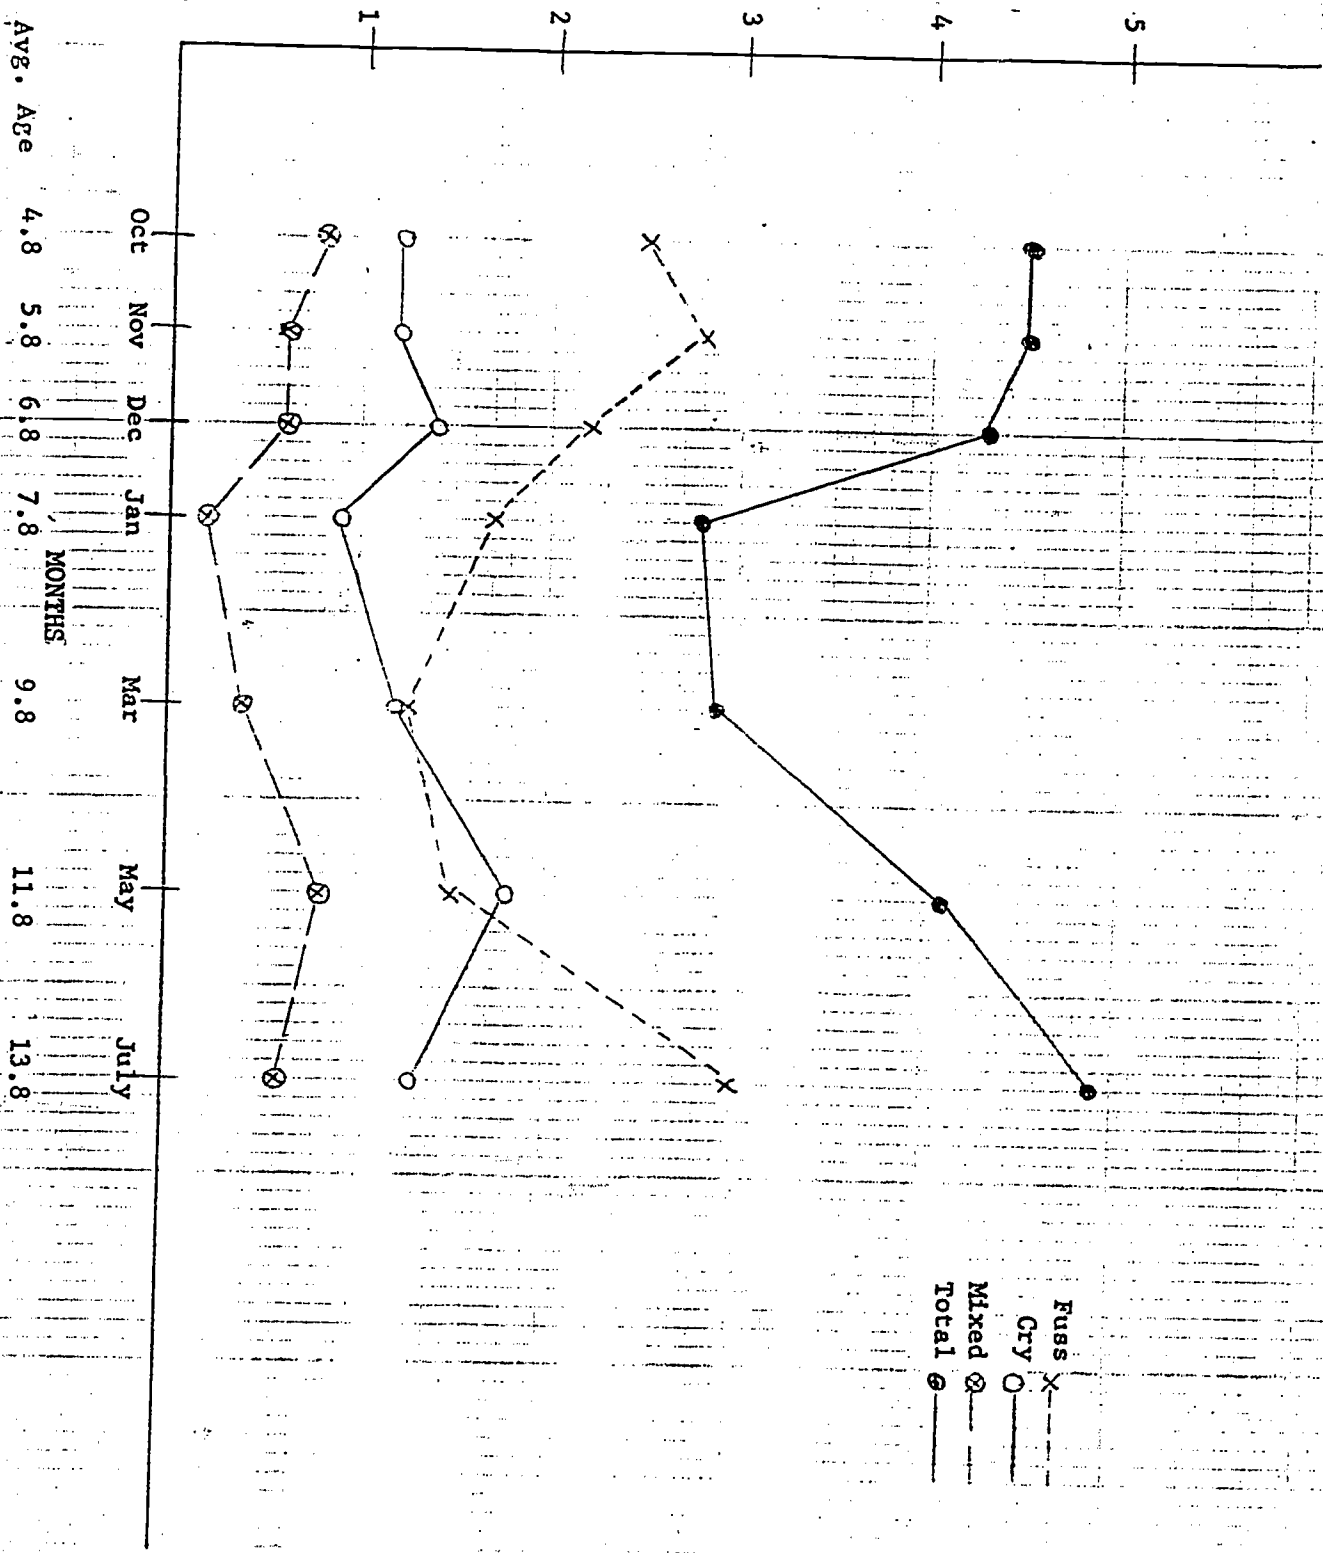 5
4
3
2
1
Fuss
Cry
Mixed
Total
Oct Nov Dec Jan Mar May July
MONTHS
Avg. Age 4.8 5.8 6.8 7.8 9.8 11.8 13.8